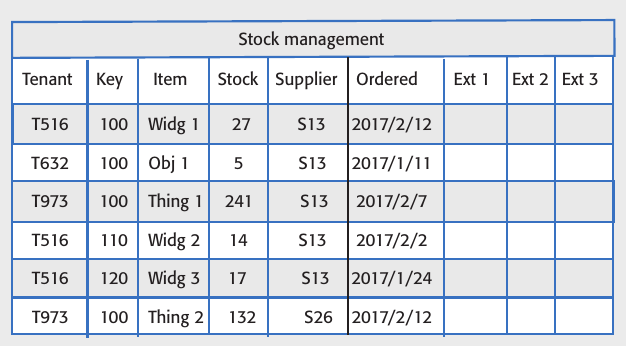 Stock management
Tenant Key Item Stock Supplier Ordered Ext 1 Ext 2 Ext 3
T516 100 Widg 1 27 S13 2017/2/12
T632 100 Obj 1 5 S13 2017/1/11
T973 100 Thing 1 241 S13 2017/2/7
T516 110 Widg 2 14 S13 2017/2/2
T516 120 Widg 3 17 S13 2017/1/24
T973 100 Thing 2 132 S26 2017/2/12